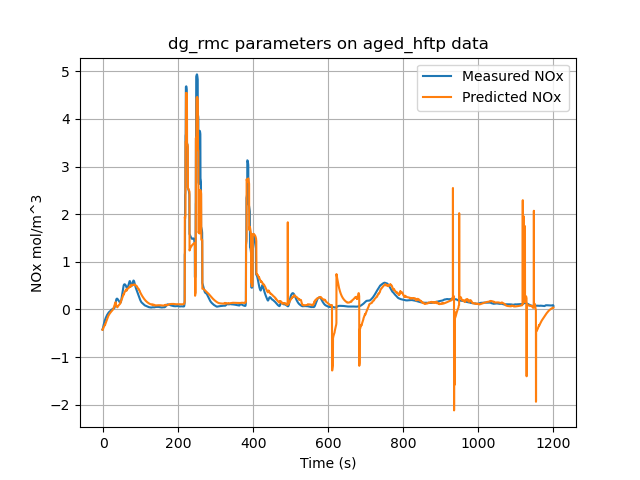 dg_rmc parameters on aged_hftp data
Measured NOx
Predicted NOx
NOx mol/m^3
5
4
3
2
1
0
−1
−2
0 200 400 600 800 1000 1200
Time (s)